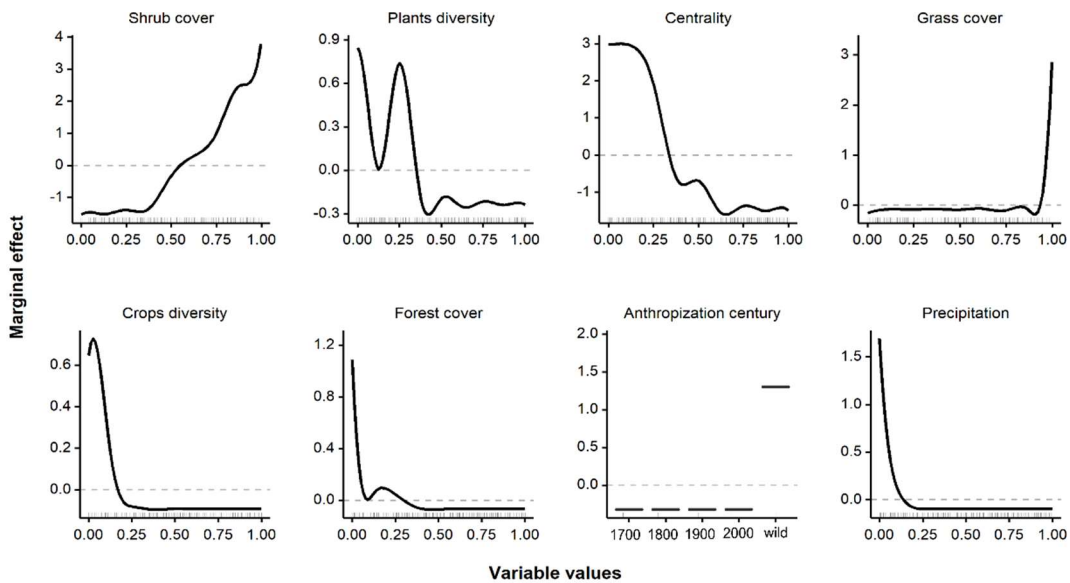 Shrub cover
Plants diversity
Centrality
Grass cover
4
3
2
1
0
-1
0.00 0.25 0.50 0.75 1.00
0.9
0.6
0.3
0.0
-0.3
0.00 0.25 0.50 0.75 1.00
3
2
1
0
-1
0.00 0.25 0.50 0.75 1.00
3
2
1
0
0.00 0.25 0.50 0.75 1.00
Marginal effect
Crops diversity
Forest cover
Anthropization century
Precipitation
0.6
0.4
0.2
0.0
0.00 0.25 0.50 0.75 1.00
1.2
0.8
0.4
0.0
0.00 0.25 0.50 0.75 1.00
2.0
1.5
1.0
0.5
0.0
1700 1800 1900 2000 wild
1.5
1.0
0.5
0.0
0.00 0.25 0.50 0.75 1.00
Variable values